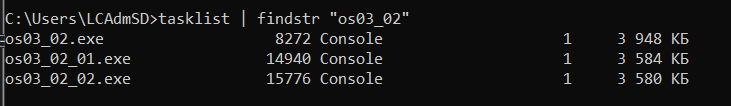 C:\Users\LCAdmSD>tasklist | findstr "os03_02"
os03_02.exe                   8272 Console                    1     3 948 КБ
os03_02_01.exe               14940 Console                    1     3 584 КБ
os03_02_02.exe               15776 Console                    1     3 580 КБ